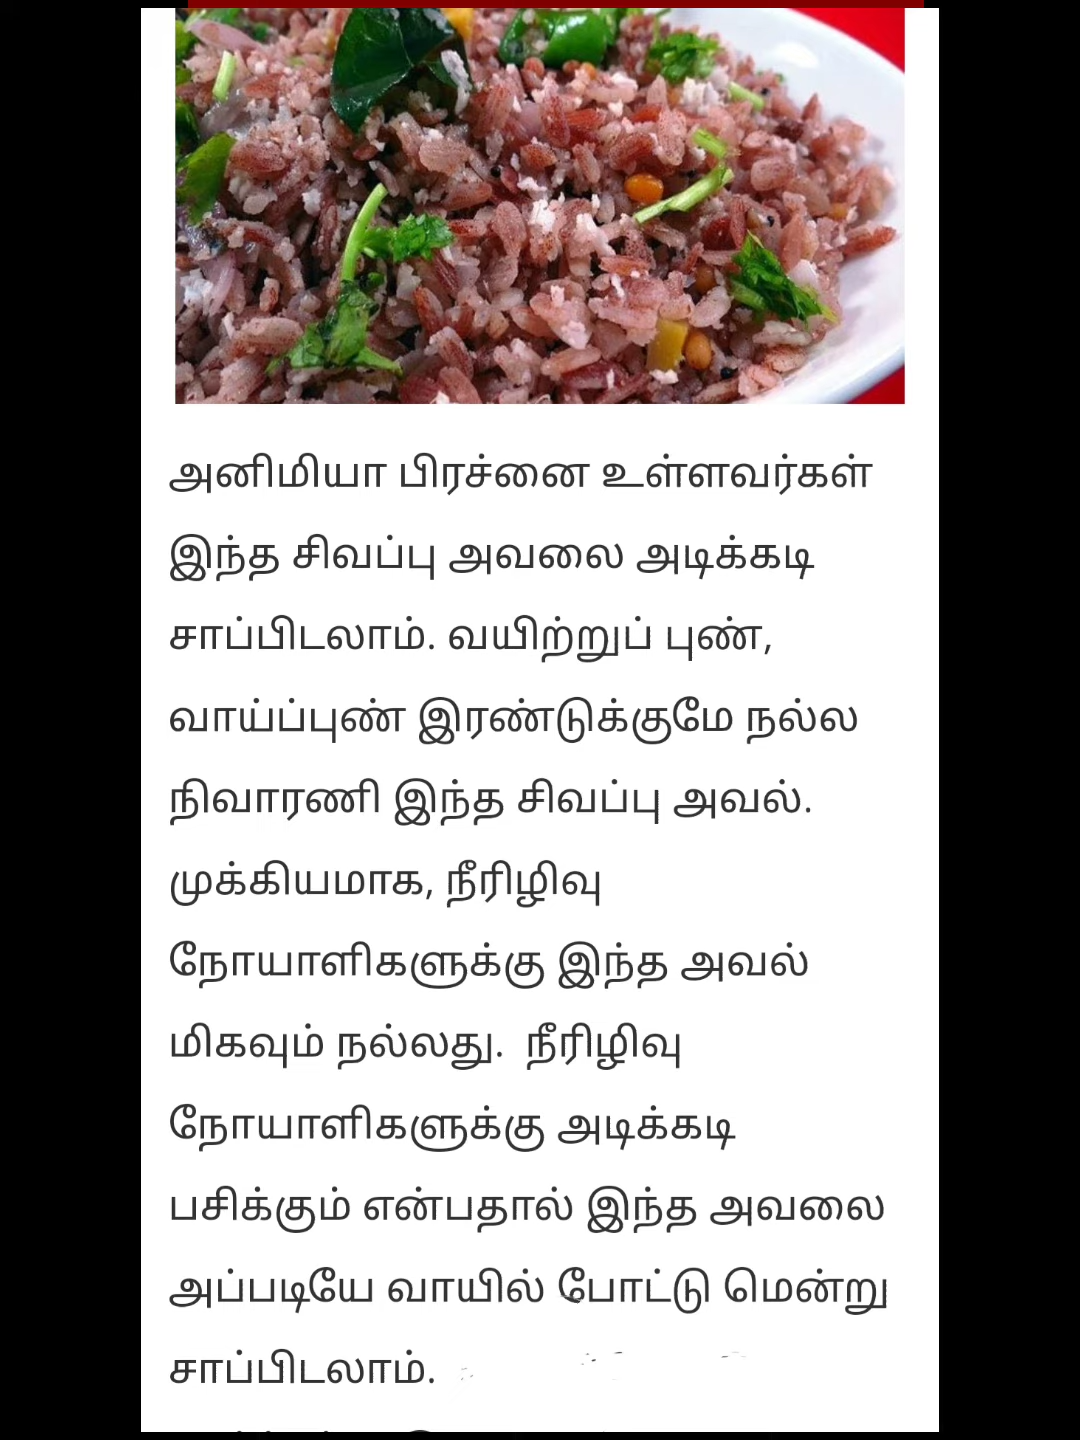 அனிமியா பிரச்னை உள்ளவர்கள்
இந்த சிவப்பு அவலை அடிக்கடி
சாப்பிடலாம். வயிற்றுப் புண்,
வாய்ப்புண் இரண்டுக்குமே நல்ல
நிவாரணி இந்த சிவப்பு அவல்.
முக்கியமாக, நீரிழிவு
நோயாளிகளுக்கு இந்த அவல்
மிகவும் நல்லது. நீரிழிவு
நோயாளிகளுக்கு அடிக்கடி
பசிக்கும் என்பதால் இந்த அவலை
அப்படியே வாயில் போட்டு மென்று
சாப்பிடலாம்.